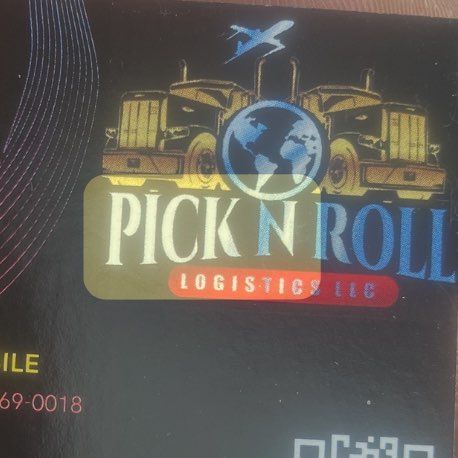 PICK N ROLL
LOGISTICS LLC
ILE
69-0018